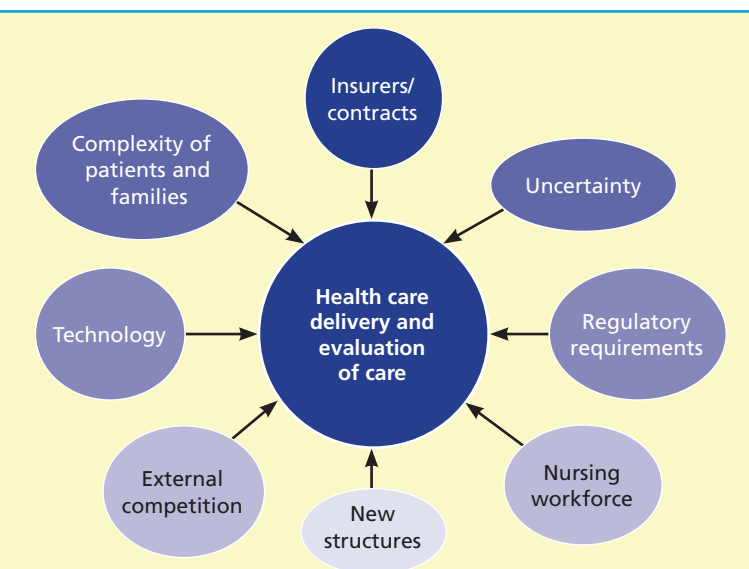 Insurers/
contracts
Complexity of
patients and
families
Uncertainty
Technology
Health care
delivery and
evaluation
of care
Regulatory
requirements
External
competition
New
structures
Nursing
workforce